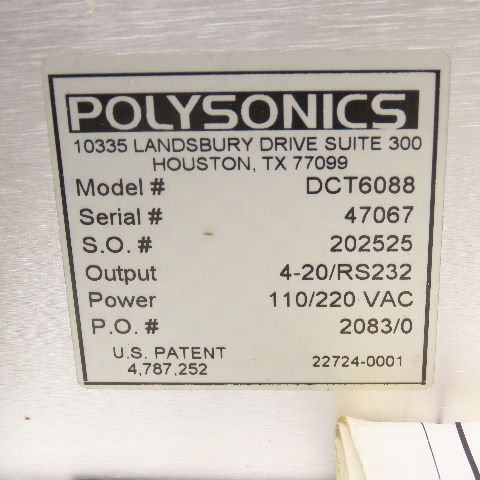 POLYSONICS
10335 LANDSBURY DRIVE SUITE 300
HOUSTON, TX 77099
Model # DCT6088
Serial # 47067
S.O. # 202525
Output 4-20/RS232
Power 110/220 VAC
P.O. # 2083/0
U.S. PATENT
4,787,252 22724-0001